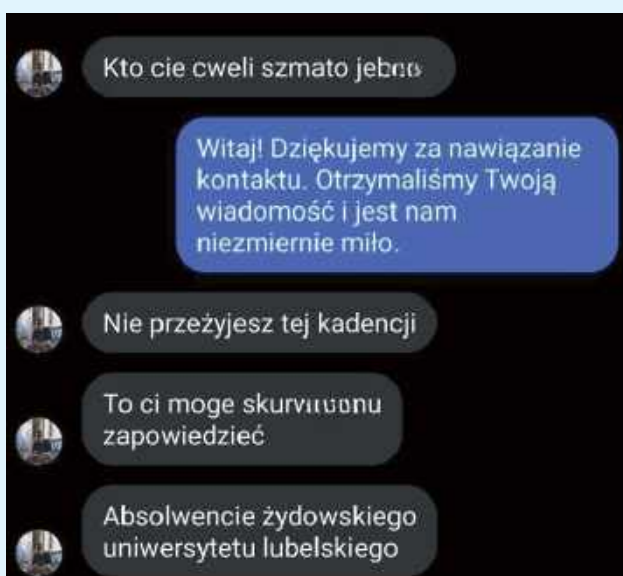 Kto cie cweli szmato
Witaj! Dziękujemy za nawiązanie
kontaktu. Otrzymaliśmy Twoją
wiadomość i jest nam
niezmiernie miło.
Nie przeżyjesz tej kadencji
To ci moge
zapowiedzieć
Absolwencie żydowskiego
uniwersytetu lubelskiego